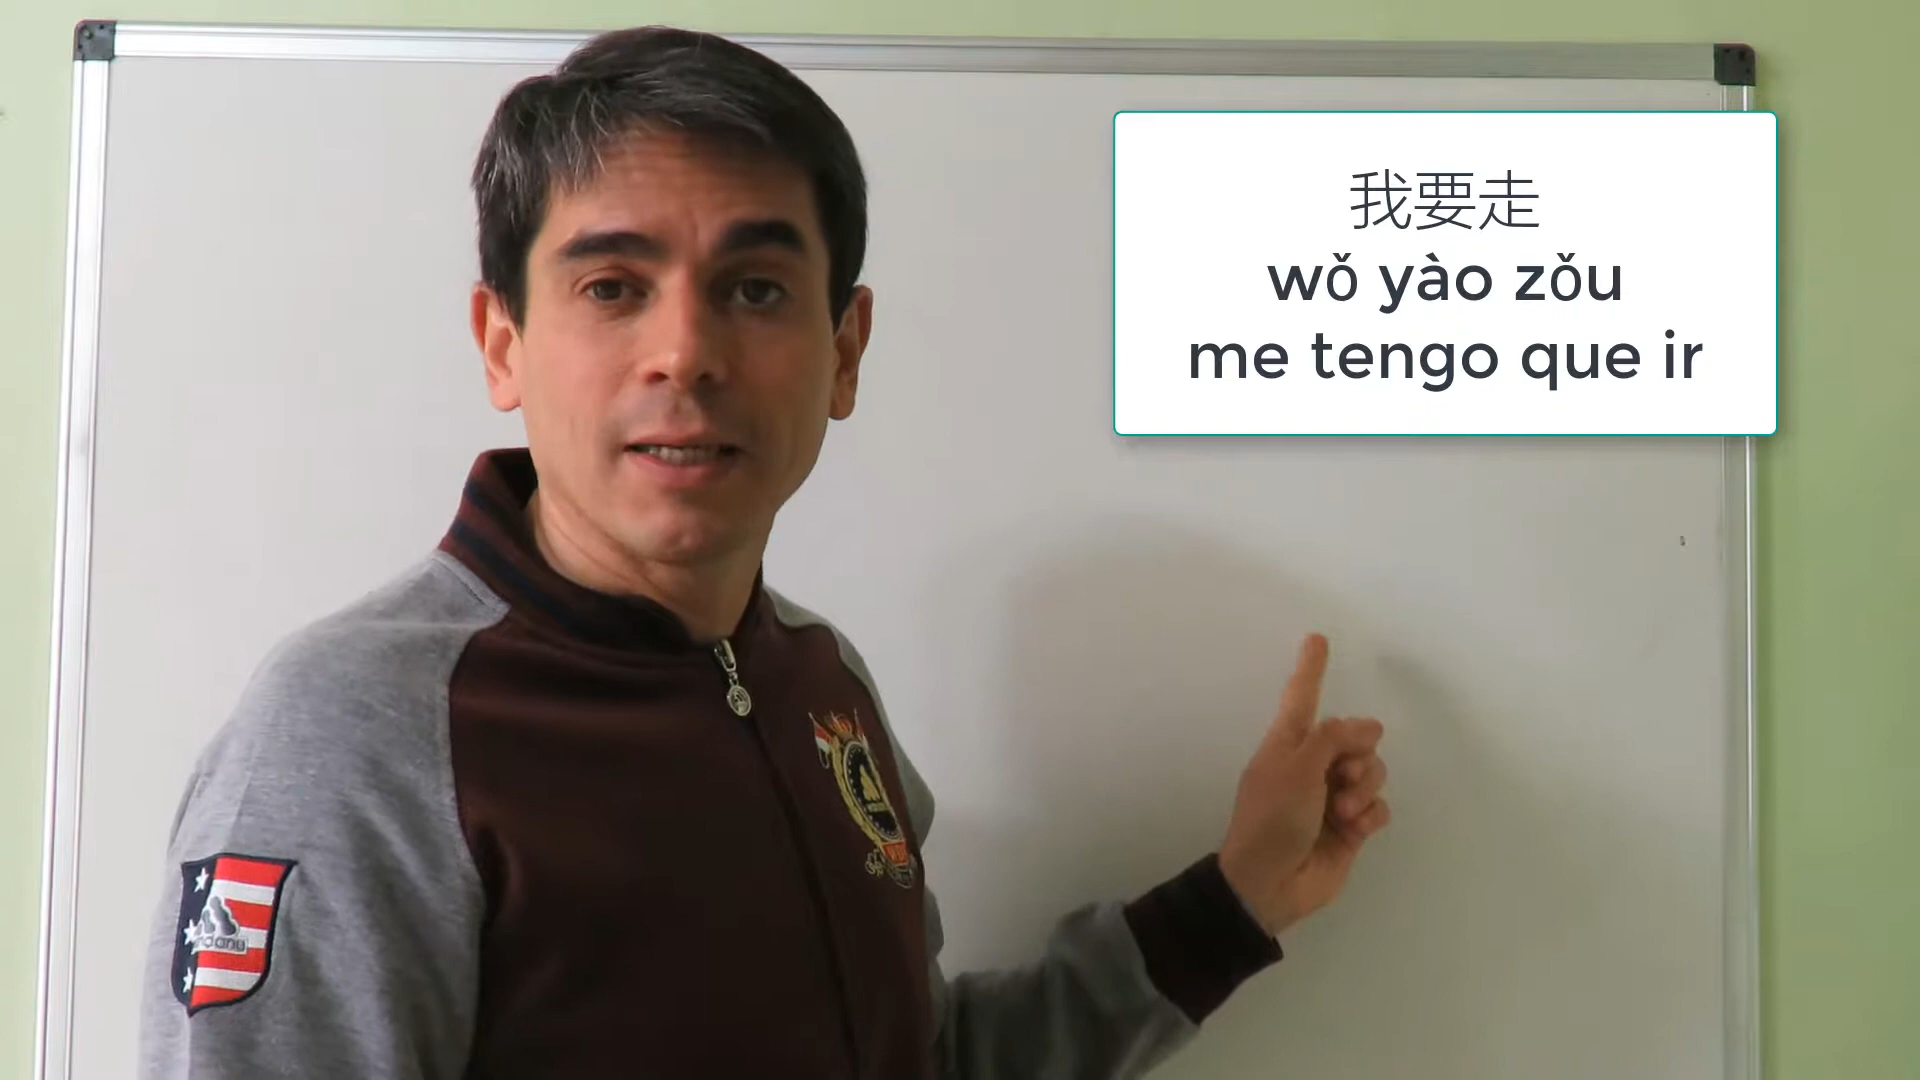 我要走
wǒ yào zǒu
me tengo que ir